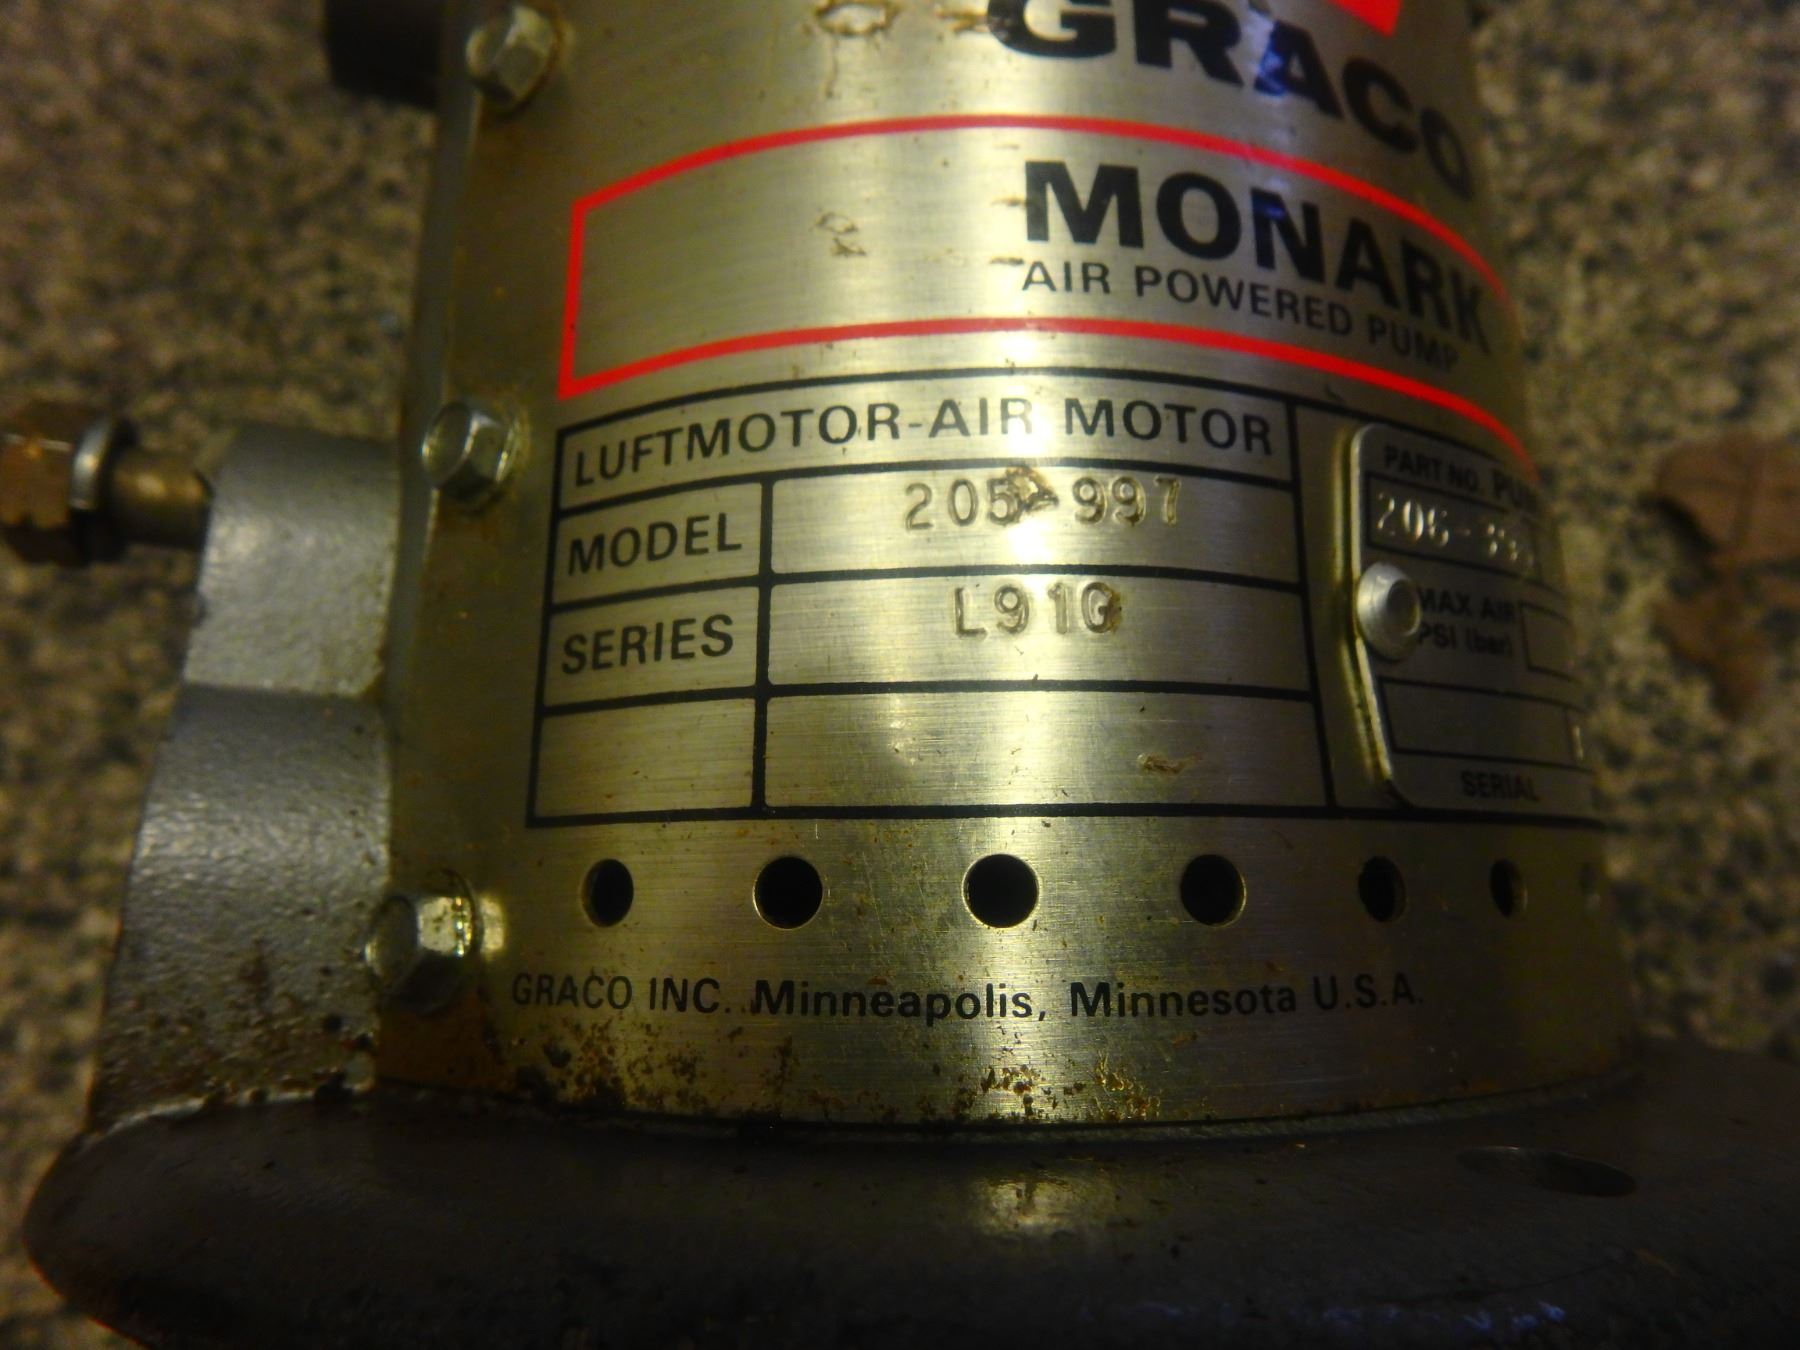 GRACO
MONARK
AIR POWERED PUMP
LUFTMOTOR-AIR MOTOR
MODEL 205-997
SERIES L91G
PART NO.
MAX AIR
PSI (bar)
SERIAL
GRACO INC. Minneapolis, Minnesota U.S.A.